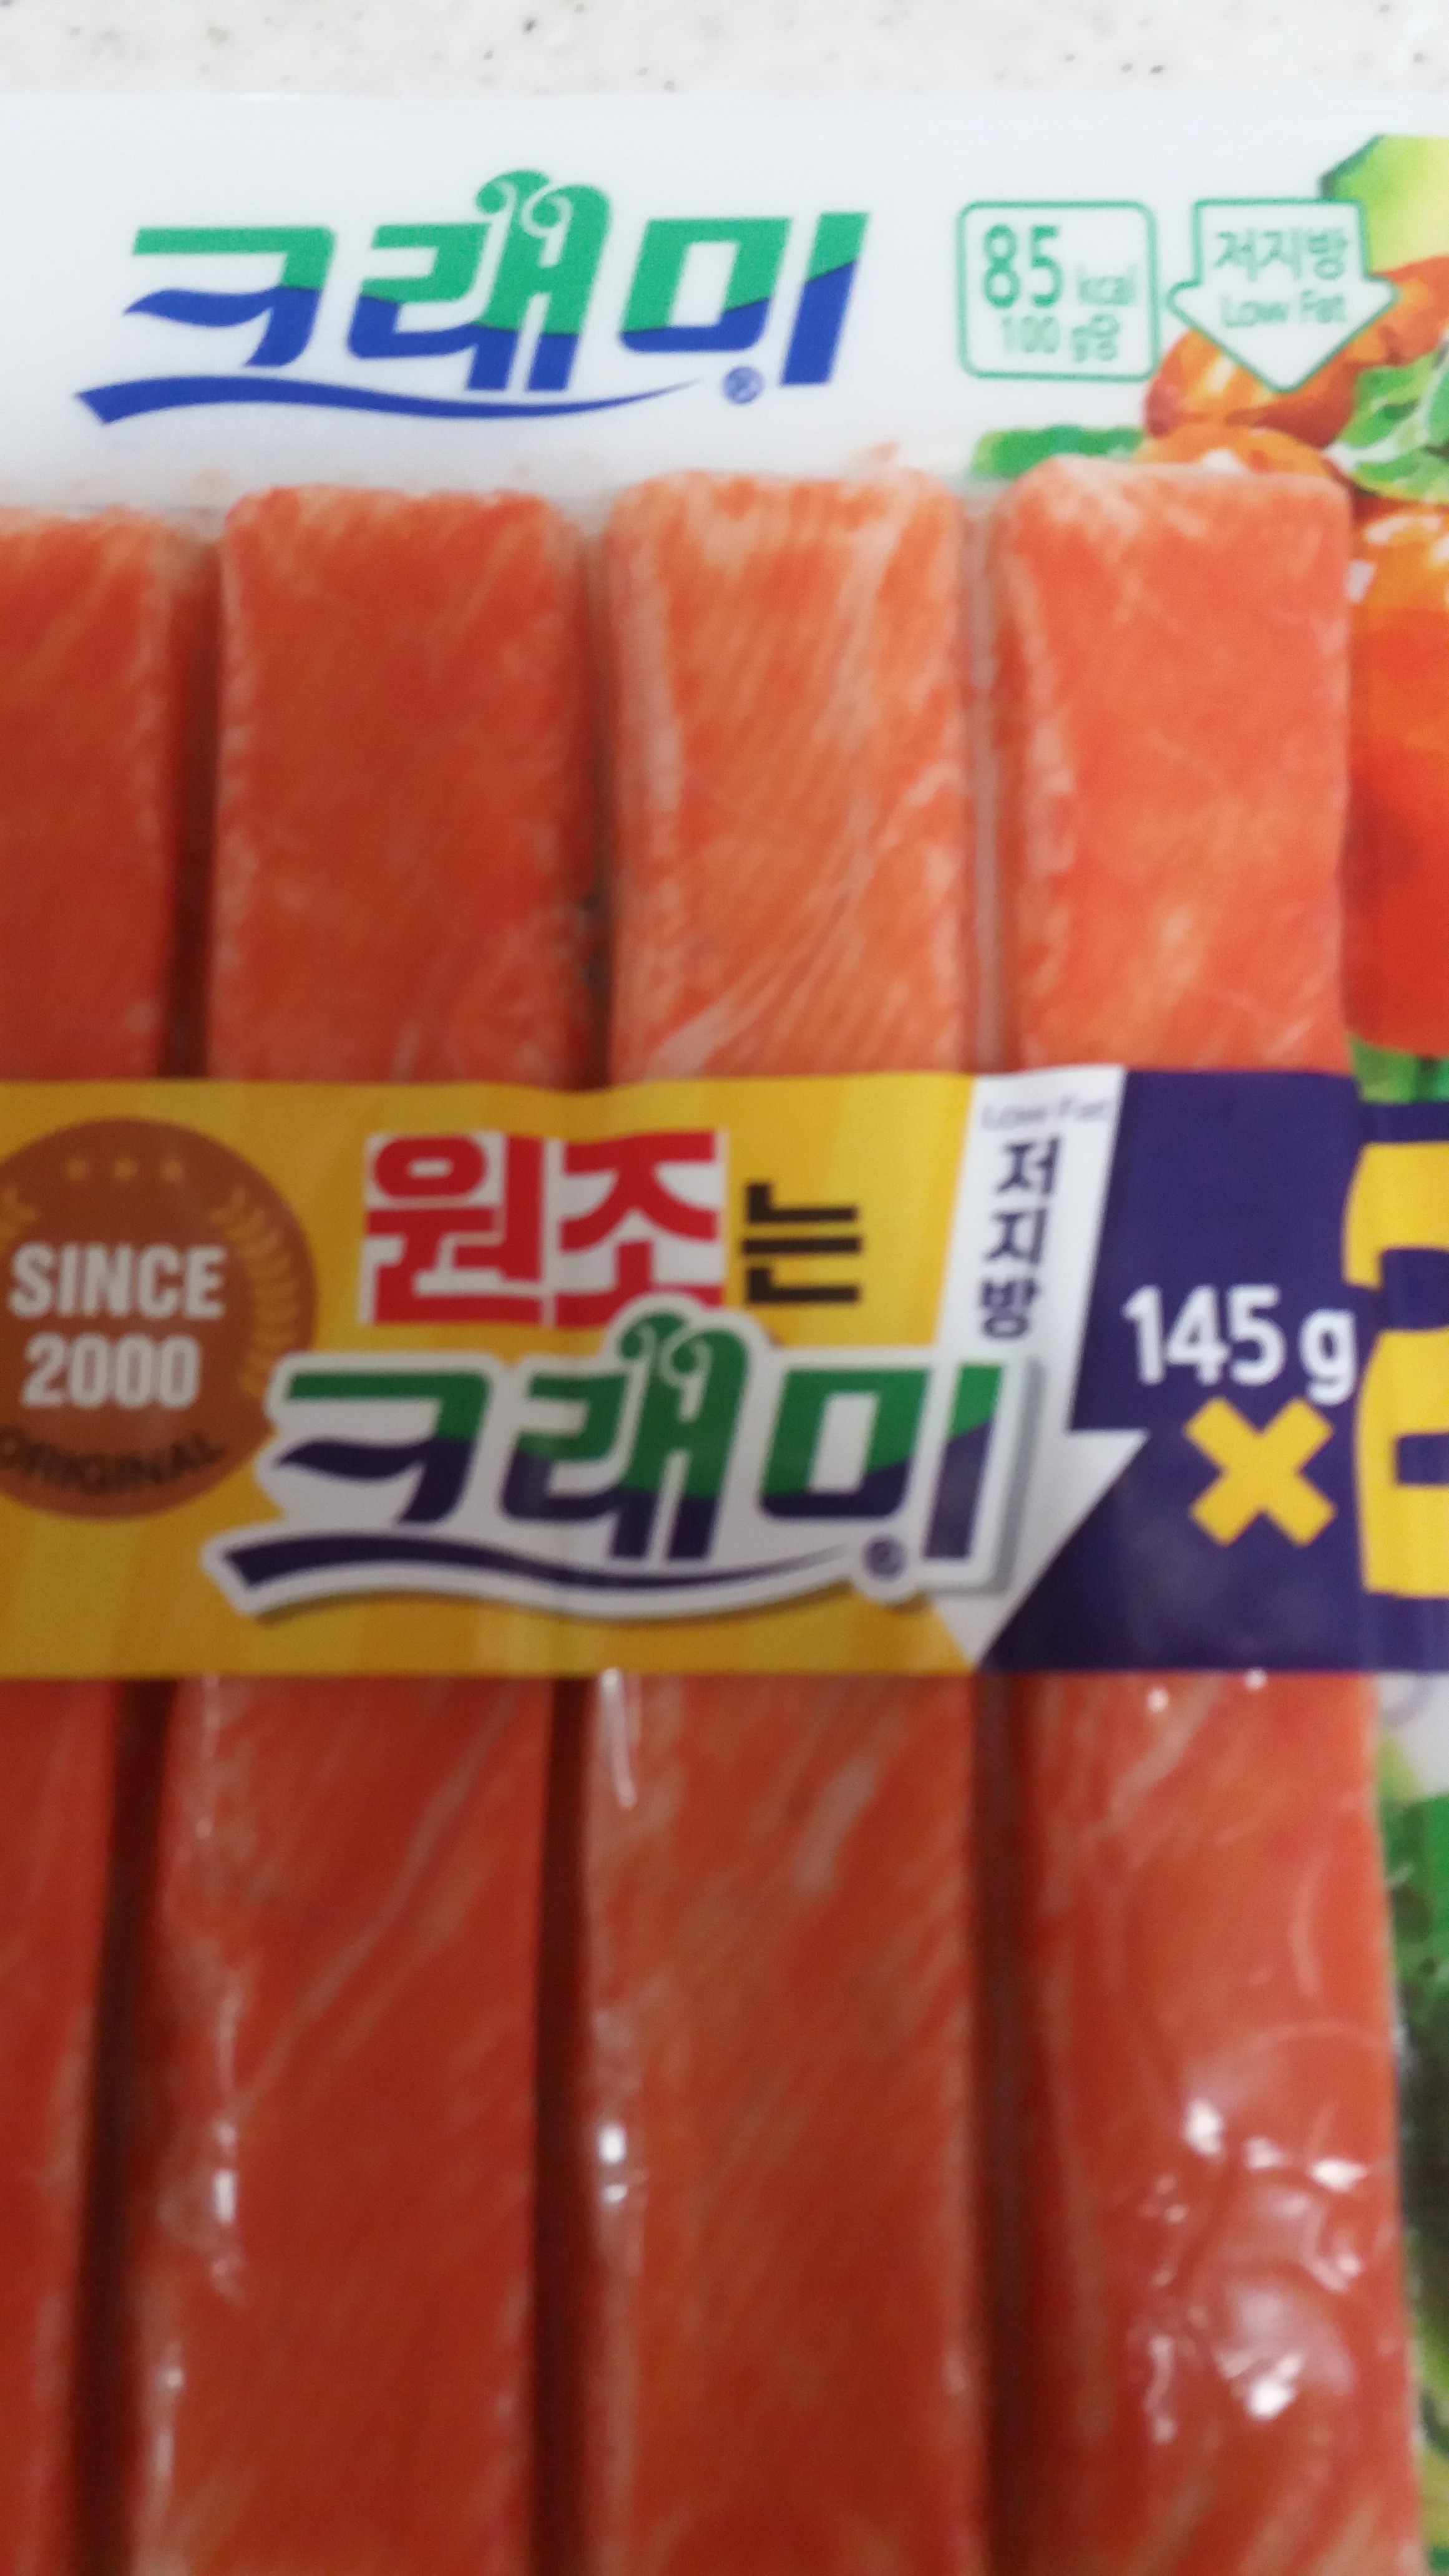 크래미®
85 kcal
100 g당
저지방
Low Fat
SINCE
2000
ORIGINAL
원조는
크래미®
Low Fat
저지방
145 g
×